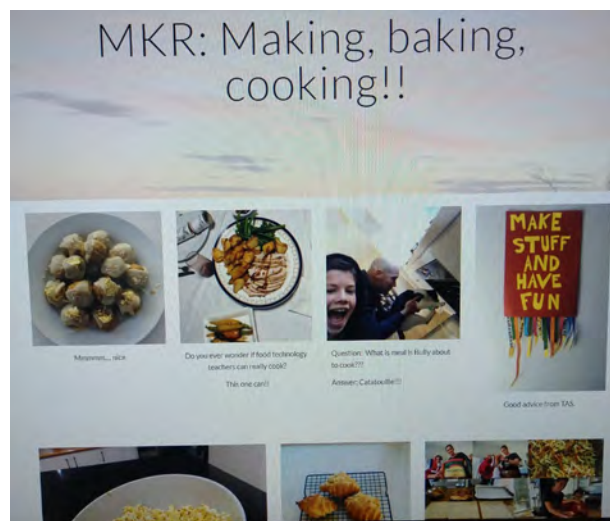 MKR: Making, baking,
cooking!!
MAKE
STUFF
AND
HAVE
FUN
Mmmmm.... nice
Do you ever wonder if food technology
teachers can really cook?
This one can!!
Question: What is meal is Rully about
to cook????
Answer: Catatouille!!!
Good advice from TAS.